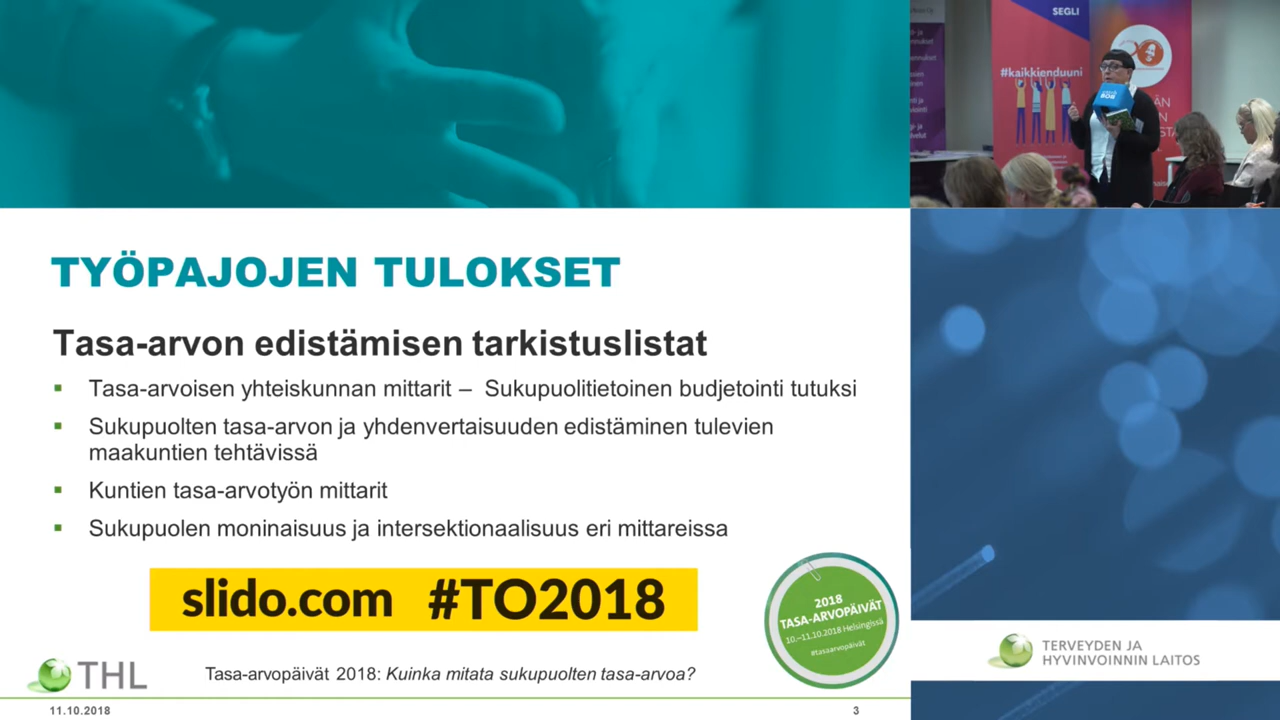 SEGLI
#kaikkienduuni
TYÖPAJOJEN TULOKSET
Tasa-arvon edistämisen tarkistuslistat
Tasa-arvoisen yhteiskunnan mittarit – Sukupuolitietoinen budjetointi tutuksi
Sukupuolten tasa-arvon ja yhdenvertaisuuden edistäminen tulevien
maakuntien tehtävissä
Kuntien tasa-arvotyön mittarit
Sukupuolen moninaisuus ja intersektionaalisuus eri mittareissa
slido.com #TO2018
2018
TASA-ARVOPÄIVÄT
10.–11.10.2018 Helsingissä
#tasaarvopäivät
THL
Tasa-arvopäivät 2018: Kuinka mitata sukupuolten tasa-arvoa?
TERVEYDEN JA
HYVINVOINNIN LAITOS
11.10.2018
3